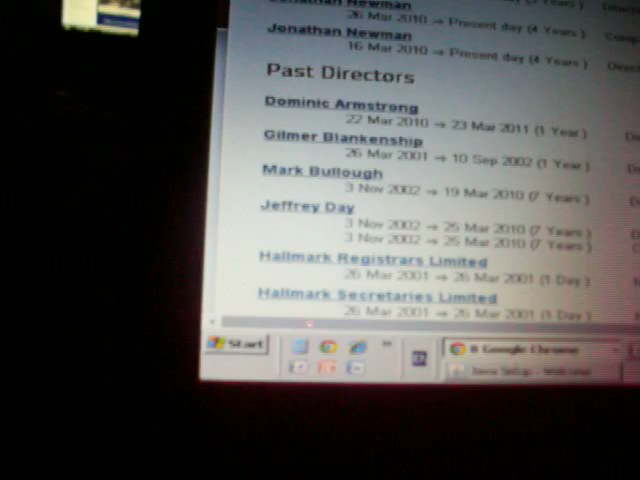 Jonathan Newman
26 Mar 2010 → Present day (4 Years )
Jonathan Newman
16 Mar 2010 → Present day (4 Years )
Past Directors
Dominic Armstrong
22 Mar 2010 → 23 Mar 2011 (1 Year )
Gilmer Blankenship
26 Mar 2001 → 10 Sep 2002 (1 Year )
Mark Bullough
3 Nov 2002 → 19 Mar 2010 (7 Years )
Jeffrey Day
3 Nov 2002 → 25 Mar 2010 (7 Years )
3 Nov 2002 → 25 Mar 2010 (7 Years )
Hallmark Registrars Limited
26 Mar 2001 → 26 Mar 2001 (1 Day )
Hallmark Secretaries Limited
26 Mar 2001 → 26 Mar 2001 (1 Day )
Start
8 Google Chrome
Java Setup - Welcome